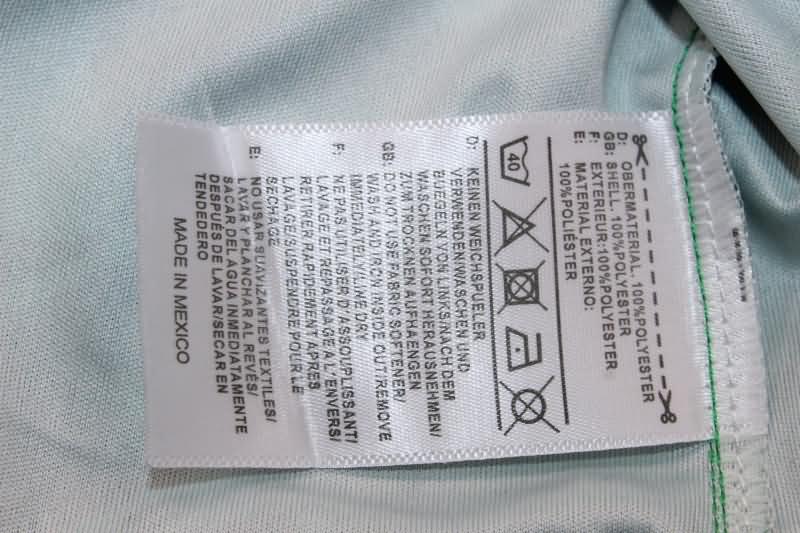 D: OBERMATERIAL. 100%POLYESTER
GB: SHELL. 100%POLYESTER
F: EXTERIEUR:100%POLYESTER
E: MATERIAL EXTERNO:
100%POLIÉSTER
40
D: KEINEN WEICHSPUELER
VERWENDEN/WASCHEN UND
BUEGELN VON LINKS/NACH DEM
WASCHEN SOFORT HERAUSNEHMEN/
ZUM TROCKNEN AUFHAENGEN
GB: DO NOT USE FABRIC SOFTENER/
WASH AND IRON INSIDE OUT/REMOVE
IMMEDIATELY/LINE DRY
F: NE PAS UTILISER D'ASSOUPLISSANT/
LAVAGE ET REPASSAGE A L'ENVERS/
RETIRER RAPIDEMENT APRES
LAVAGE/SUSPENDRE POUR LE
SECHAGE
E: NO USAR SUAVIZANTES TEXTILES/
LAVAR Y PLANCHAR AL REVÉS/
SACAR DEL AGUA INMEDIATAMENTE
DESPUÉS DE LAVAR/SECAR EN
TENDEDERO
MADE IN MEXICO